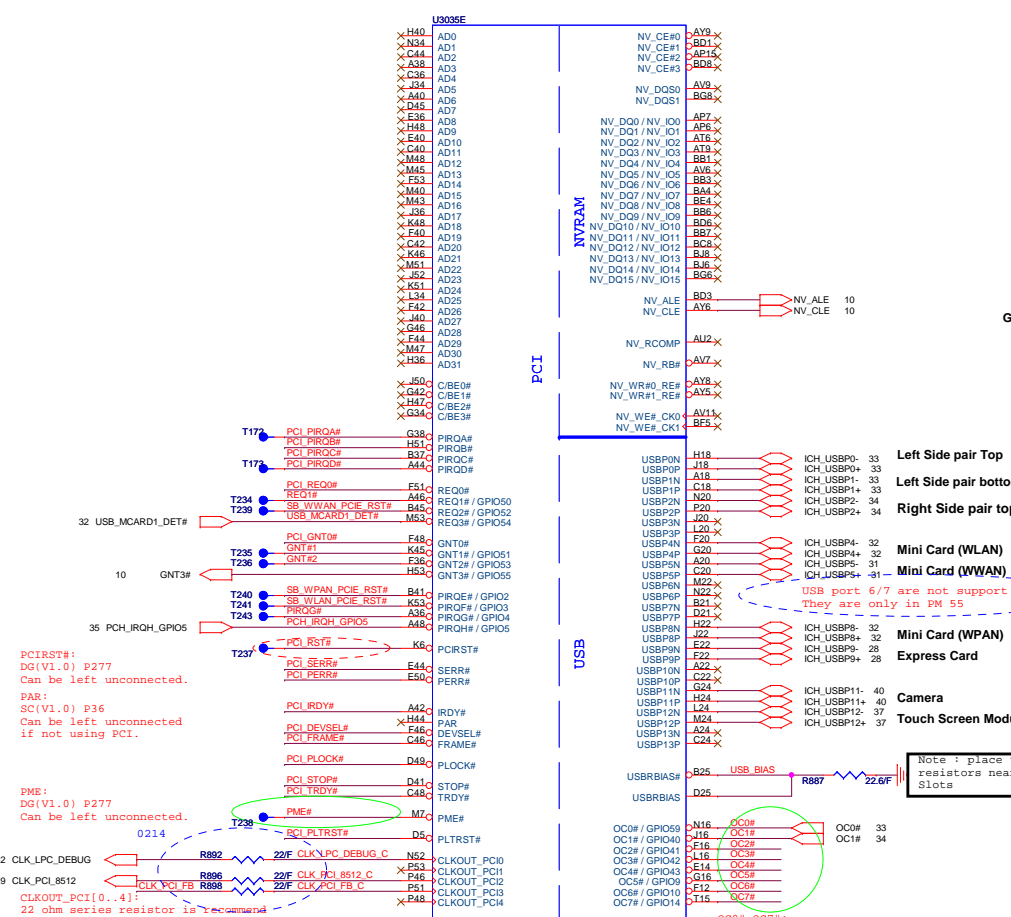 U3035E
H40 AD0
N34 AD1
C44 AD2
A38 AD3
C36 AD4
J34 AD5
A40 AD6
D45 AD7
E36 AD8
H48 AD9
E40 AD10
C40 AD11
M48 AD12
M45 AD13
F53 AD14
M40 AD15
M43 AD16
J36 AD17
K48 AD18
F40 AD19
C42 AD20
K46 AD21
M51 AD22
J52 AD23
K51 AD24
L34 AD25
F42 AD26
J40 AD27
G46 AD28
F44 AD29
M47 AD30
H36 AD31
J50 C/BE0#
G42 C/BE1#
H47 C/BE2#
G34 C/BE3#
T172 PCI_PIRQA# G38 PIRQA#
PCI_PIRQB# H51 PIRQB#
PCI_PIRQC# B37 PIRQC#
T173 PCI_PIRQD# A44 PIRQD#
PCI_REQ0# F51 REQ0#
T234 REQ1# A46 REQ1# / GPIO50
T239 SB_WWAN_PCIE_RST# B45 REQ2# / GPIO52
32 USB_MCARD1_DET# USB_MCARD1_DET# M53 REQ3# / GPIO54
PCI_GNT0# F48 GNT0#
T235 GNT#1 K45 GNT1# / GPIO51
T236 GNT#2 F36 GNT2# / GPIO53
10 GNT3# H53 GNT3# / GPIO55
T240 SB_WPAN_PCIE_RST# B41 PIRQE# / GPIO2
T241 SB_WLAN_PCIE_RST# K53 PIRQF# / GPIO3
T243 PIRQG# A36 PIRQG# / GPIO4
35 PCH_IRQH_GPIO5 PCH_IRQH_GPIO5 A48 PIRQH# / GPIO5
T237 PCI_RST# K6 PCIRST#
PCI_SERR# E44 SERR#
PCI_PERR# E50 PERR#
PCI_IRDY# A42 IRDY#
H44 PAR
PCI_DEVSEL# F46 DEVSEL#
PCI_FRAME# C46 FRAME#
PCI_PLOCK# D49 PLOCK#
PCI_STOP# D41 STOP#
PCI_TRDY# C48 TRDY#
T238 PME# M7 PME#
PCI_PLTRST# D5 PLTRST#
CLK_LPC_DEBUG R892 22/F CLK_LPC_DEBUG_C N52 CLKOUT_PCI0
P53 CLKOUT_PCI1
CLK_PCI_8512 R896 22/F CLK_PCI_8512_C P46 CLKOUT_PCI2
CLK_PCI_FB R898 22/F CLK_PCI_FB_C P51 CLKOUT_PCI3
P48 CLKOUT_PCI4
PCIRST#:
DG(V1.0) P277
Can be left unconnected.
PAR:
SC(V1.0) P36
Can be left unconnected
if not using PCI.
PME:
DG(V1.0) P277
Can be left unconnected.
0214
CLKOUT_PCI[0..4]:
22 ohm series resistor is recommend
PCI
NVRAM
USB
NV_CE#0 AY9
NV_CE#1 BD1
NV_CE#2 AP15
NV_CE#3 BD8
NV_DQS0 AV9
NV_DQS1 BG8
NV_DQ0 / NV_IO0 AP7
NV_DQ1 / NV_IO1 AP6
NV_DQ2 / NV_IO2 AT6
NV_DQ3 / NV_IO3 AT9
NV_DQ4 / NV_IO4 BB1
NV_DQ5 / NV_IO5 AV6
NV_DQ6 / NV_IO6 BB3
NV_DQ7 / NV_IO7 BA4
NV_DQ8 / NV_IO8 BE4
NV_DQ9 / NV_IO9 BB6
NV_DQ10 / NV_IO10 BD6
NV_DQ11 / NV_IO11 BB7
NV_DQ12 / NV_IO12 BC8
NV_DQ13 / NV_IO13 BJ8
NV_DQ14 / NV_IO14 BJ6
NV_DQ15 / NV_IO15 BG6
NV_ALE BD3 NV_ALE 10
NV_CLE AY6 NV_CLE 10
NV_RCOMP AU2
NV_RB# AV7
NV_WR#0_RE# AY8
NV_WR#1_RE# AY5
NV_WE#_CK0 AV11
NV_WE#_CK1 BF5
USBP0N H18 ICH_USBP0- 33 Left Side pair Top
USBP0P J18 ICH_USBP0+ 33
USBP1N A18 ICH_USBP1- 33 Left Side pair botto
USBP1P C18 ICH_USBP1+ 33
USBP2N N20 ICH_USBP2- 34 Right Side pair top
USBP2P P20 ICH_USBP2+ 34
USBP3N J20
USBP3P L20
USBP4N F20 ICH_USBP4- 32 Mini Card (WLAN)
USBP4P G20 ICH_USBP4+ 32
USBP5N A20 ICH_USBP5- 31 Mini Card (WWAN)
USBP5P C20 ICH_USBP5+ 31
USBP6N M22
USBP6P N22
USBP7N B21
USBP7P D21
USB port 6/7 are not support
They are only in PM 55
USBP8N H22 ICH_USBP8- 32 Mini Card (WPAN)
USBP8P J22 ICH_USBP8+ 32
USBP9N E22 ICH_USBP9- 28 Express Card
USBP9P F22 ICH_USBP9+ 28
USBP10N A22
USBP10P C22
USBP11N G24 ICH_USBP11- 40 Camera
USBP11P H24 ICH_USBP11+ 40
USBP12N L24 ICH_USBP12- 37 Touch Screen Modu
USBP12P M24 ICH_USBP12+ 37
USBP13N A24
USBP13P C24
USBRBIAS# B25 USB_BIAS R887 22.6/F
USBRBIAS D25
Note : place
resistors near
Slots
OC0# / GPIO59 N16 OC0# OC0# 33
OC1# / GPIO40 J16 OC1# OC1# 34
OC2# / GPIO41 F16 OC2#
OC3# / GPIO42 L16 OC3#
OC4# / GPIO43 E14 OC4#
OC5# / GPIO9 G16 OC5#
OC6# / GPIO10 F12 OC6#
OC7# / GPIO14 T15 OC7#